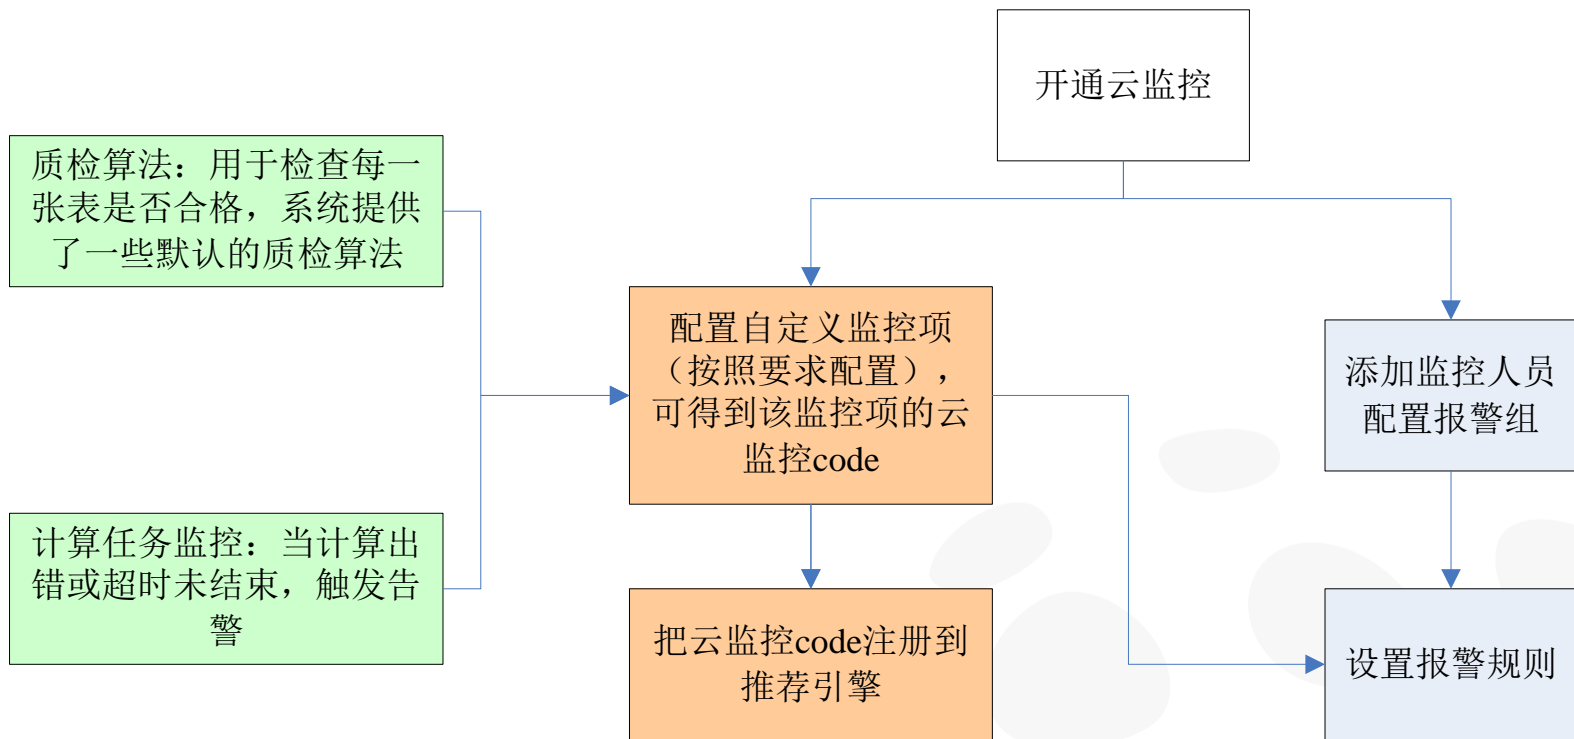 开通云监控
质检算法：用于检查每一
张表是否合格，系统提供
了一些默认的质检算法
配置自定义监控项
（按照要求配置），
可得到该监控项的云
监控code
添加监控人员
配置报警组
计算任务监控：当计算出
错或超时未结束，触发告
警
把云监控code注册到
推荐引擎
设置报警规则